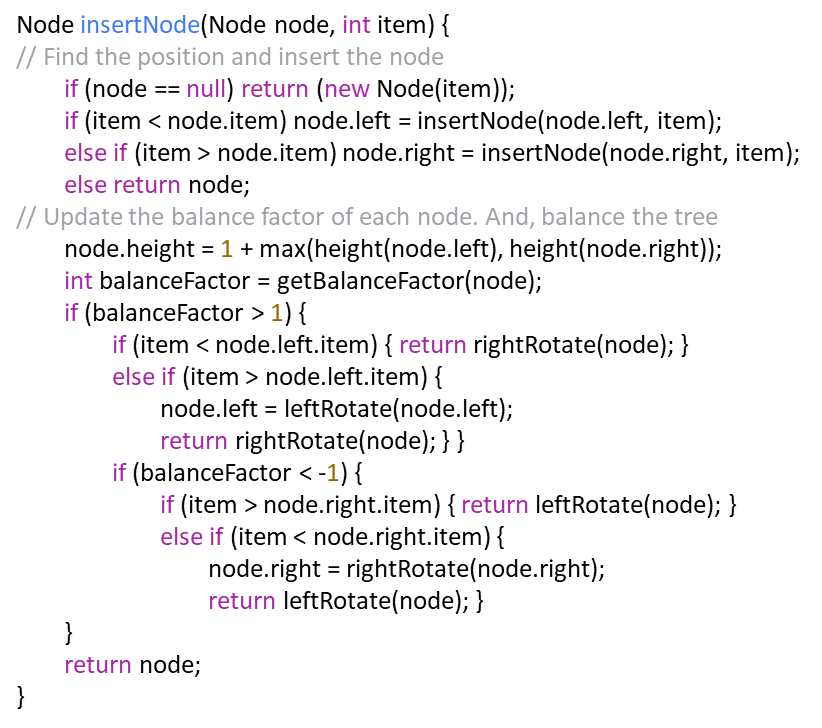 Node insertNode(Node node, int item) {
// Find the position and insert the node
if (node == null) return (new Node(item));
if (item < node.item) node.left = insertNode(node.left, item);
else if (item > node.item) node.right = insertNode(node.right, item);
else return node;
// Update the balance factor of each node. And, balance the tree
node.height = 1 + max(height(node.left), height(node.right));
int balanceFactor = getBalanceFactor(node);
if (balanceFactor > 1) {
if (item < node.left.item) { return rightRotate(node); }
else if (item > node.left.item) {
node.left = leftRotate(node.left);
return rightRotate(node); } }
if (balanceFactor < -1) {
if (item > node.right.item) { return leftRotate(node); }
else if (item < node.right.item) {
node.right = rightRotate(node.right);
return leftRotate(node); }
}
return node;
}